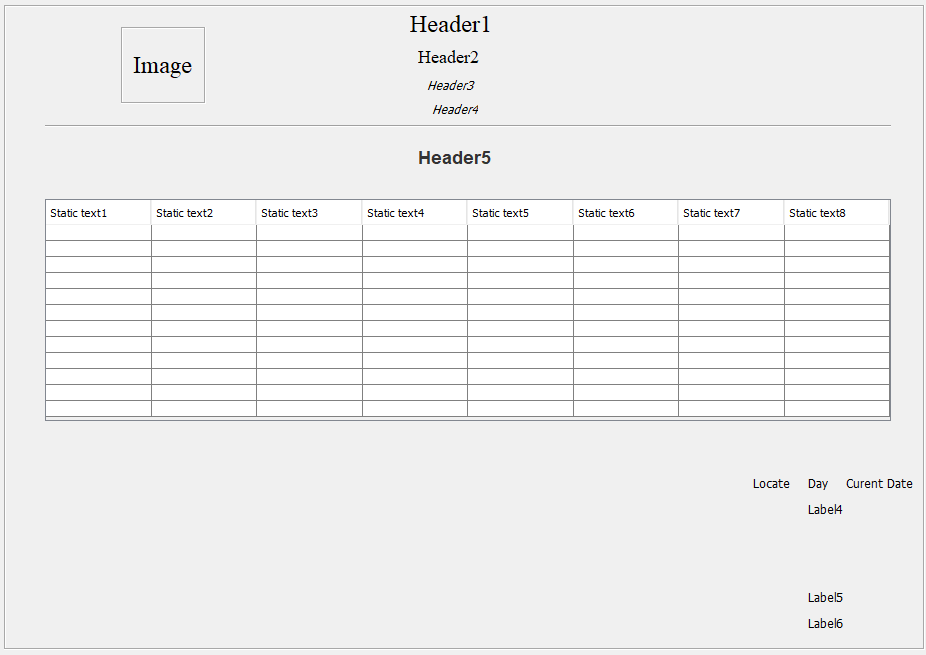 Header1
Image
Header2
Header3
Header4
Header5
Static text1 Static text2 Static text3 Static text4 Static text5 Static text6 Static text7 Static text8
Locate Day Curent Date
Label4
Label5
Label6